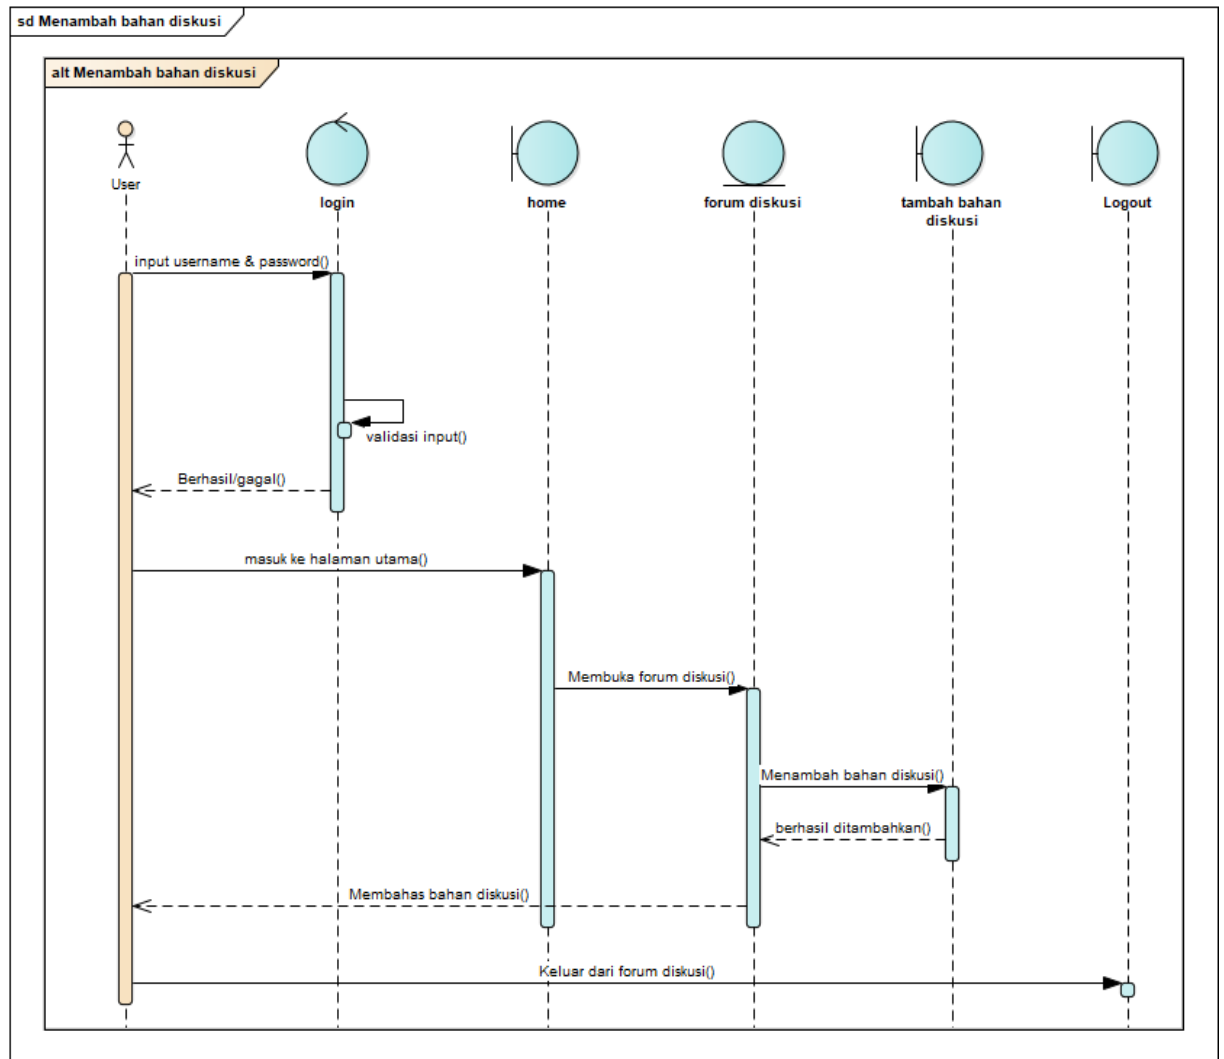 sd Menambah bahan diskusi
alt Menambah bahan diskusi
User
login
home
forum diskusi
tambah bahan
diskusi
Logout
input username & password()
validasi input()
Berhasil/gagal()
masuk ke halaman utama()
Membuka forum diskusi()
Menambah bahan diskusi()
berhasil ditambahkan()
Membahas bahan diskusi()
Keluar dari forum diskusi()